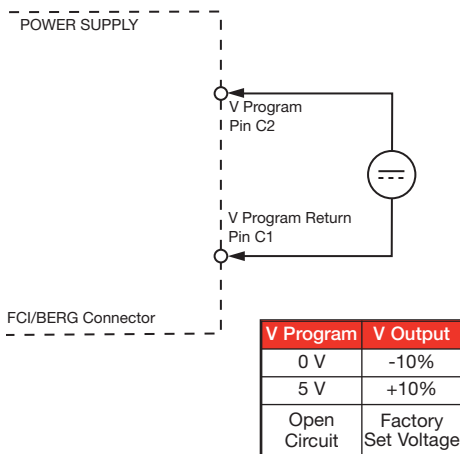 POWER SUPPLY
V Program
Pin C2
V Program Return
Pin C1
FCI/BERG Connector
V Program V Output
0 V -10%
5 V +10%
Open Factory
Circuit Set Voltage